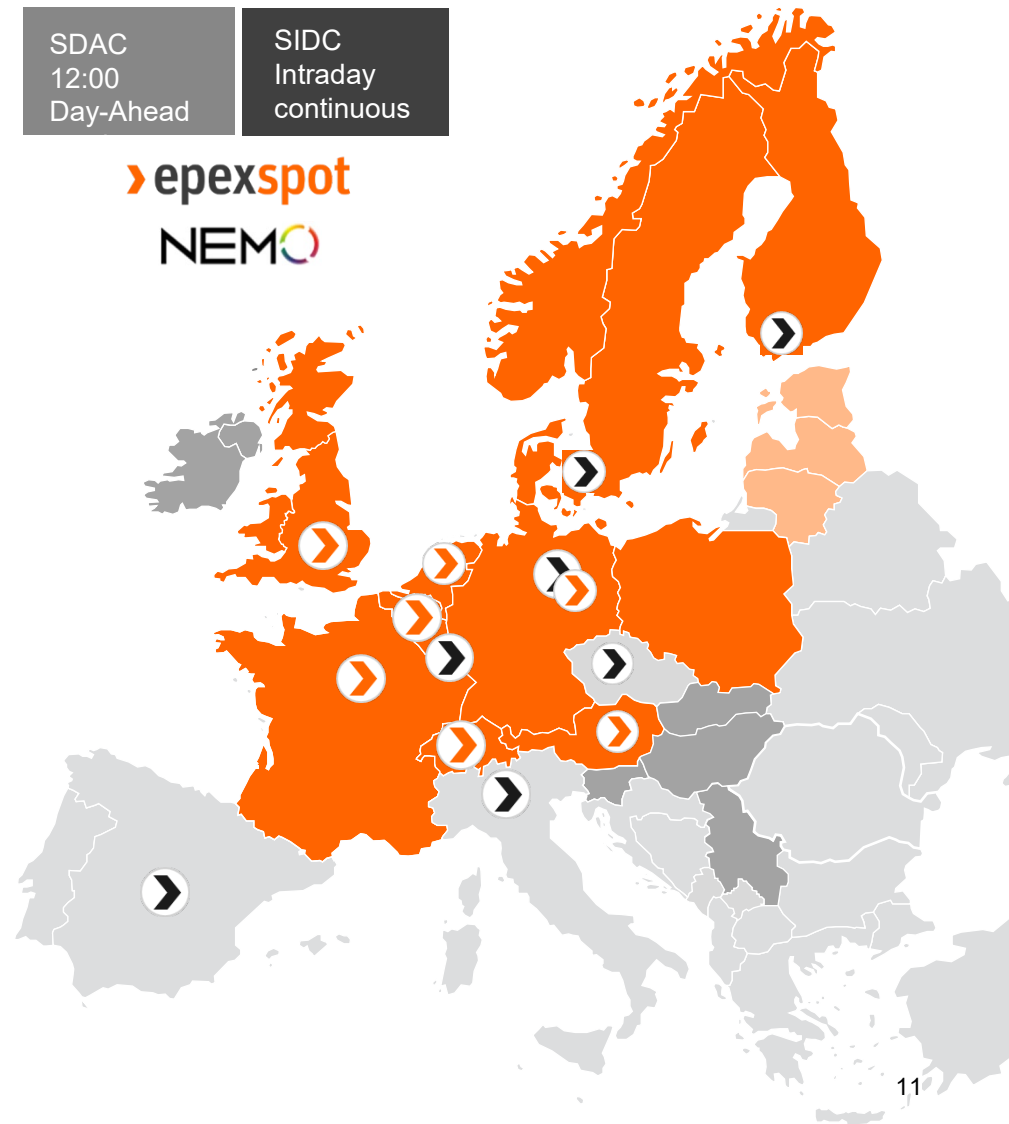 SDAC
12:00
Day-Ahead
SIDC
Intraday
continuous
epexspot
NEMO
11